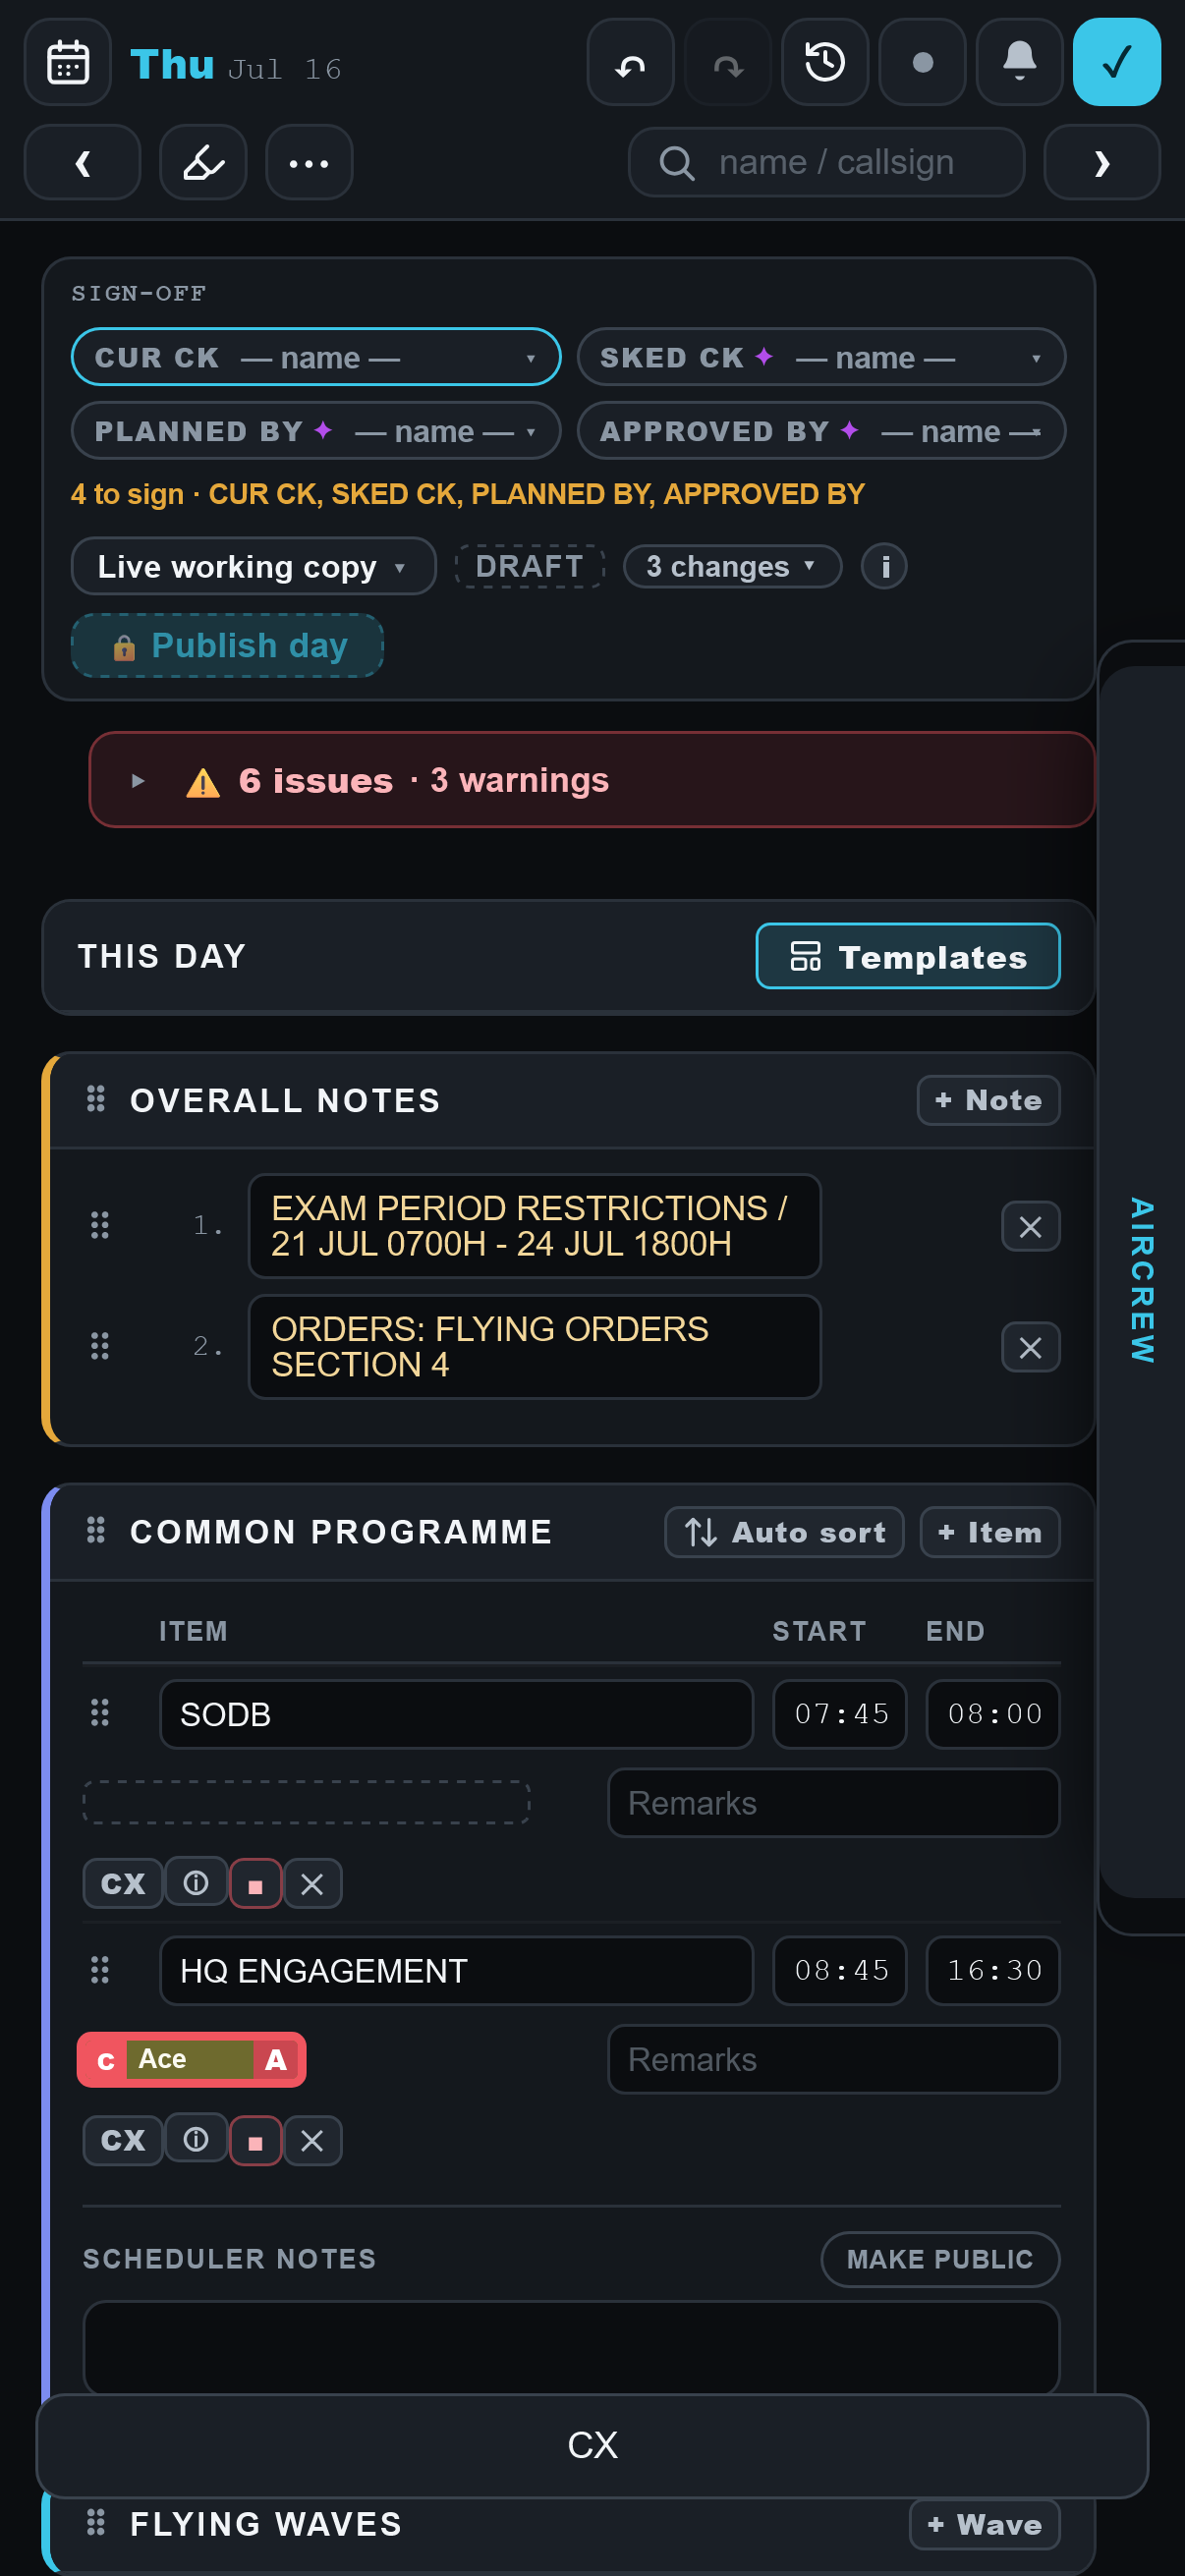 Thu Jul 16
name / callsign
SIGN-OFF
CUR CK — name —
SKED CK — name —
PLANNED BY — name —
APPROVED BY — name —
4 to sign · CUR CK, SKED CK, PLANNED BY, APPROVED BY
Live working copy DRAFT 3 changes i
Publish day
6 issues · 3 warnings
THIS DAY Templates
OVERALL NOTES + Note
1. EXAM PERIOD RESTRICTIONS /
21 JUL 0700H - 24 JUL 1800H
2. ORDERS: FLYING ORDERS
SECTION 4
AIRCREW
COMMON PROGRAMME Auto sort + Item
ITEM START END
SODB 07:45 08:00
Remarks
CX
HQ ENGAGEMENT 08:45 16:30
c Ace A Remarks
CX
SCHEDULER NOTES MAKE PUBLIC
CX
FLYING WAVES + Wave